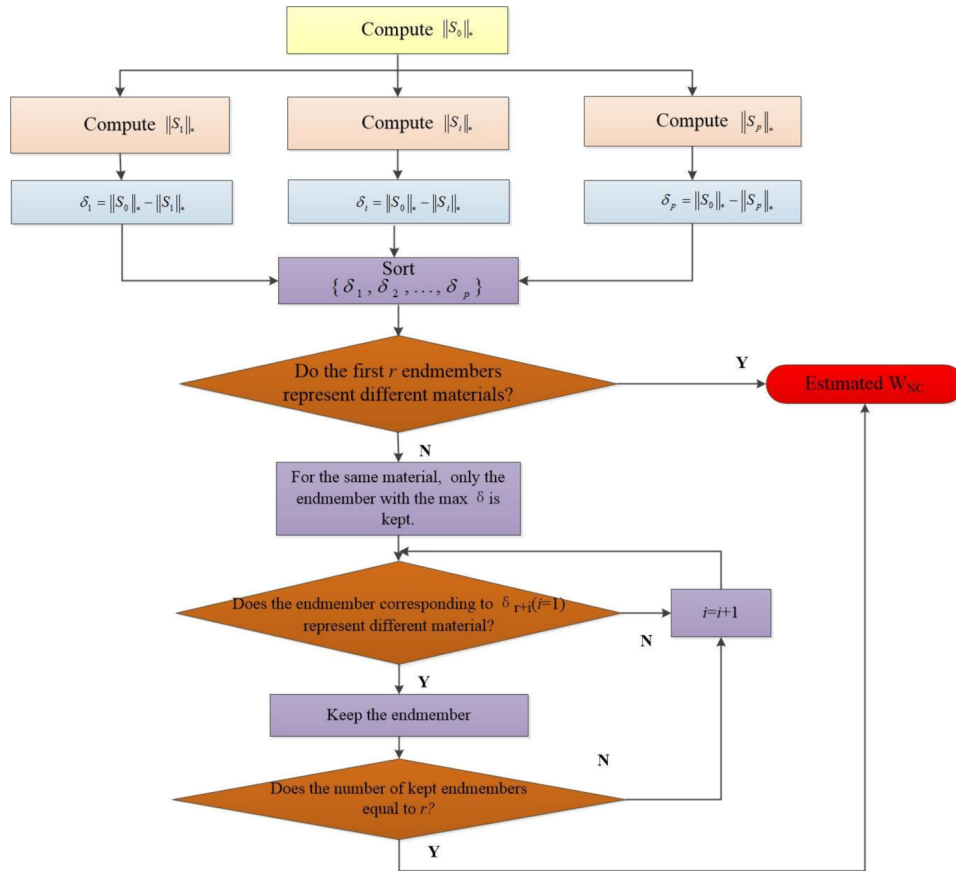 Compute ‖S₀‖*
Compute ‖S₁‖*
Compute ‖Sᵢ‖*
Compute ‖Sₚ‖*
δ₁ = ‖S₀‖* − ‖S₁‖*
δᵢ = ‖S₀‖* − ‖Sᵢ‖*
δₚ = ‖S₀‖* − ‖Sₚ‖*
Sort
{ δ₁ , δ₂ , ..., δₚ }
Do the first r endmembers
represent different materials?
Y
Estimated W_NC
N
For the same material, only the
endmember with the max δ is
kept.
Does the endmember corresponding to δ_r+i(i=1)
represent different material?
i=i+1
N
Y
Keep the endmember
N
Does the number of kept endmembers
equal to r?
Y